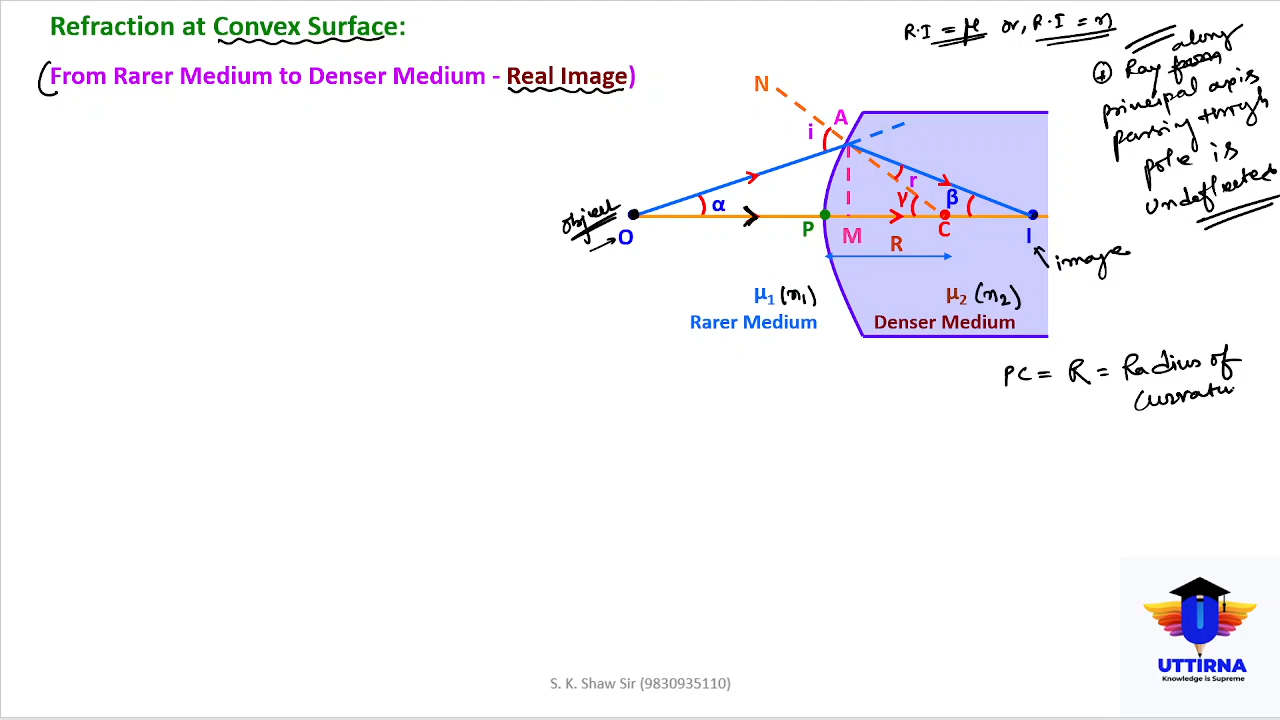 Refraction at Convex Surface:
(From Rarer Medium to Denser Medium - Real Image)
R.I = μ or, R.I = n
① Ray along
principal axis
passing through
pole is
undeflected
N
A
i
α
r
γ
β
object
O
P
M
C
I
R
image
μ1 (n1)
Rarer Medium
μ2 (n2)
Denser Medium
PC = R = Radius of
Curvatu
S. K. Shaw Sir (9830935110)
U
UTTIRNA
Knowledge is Supreme